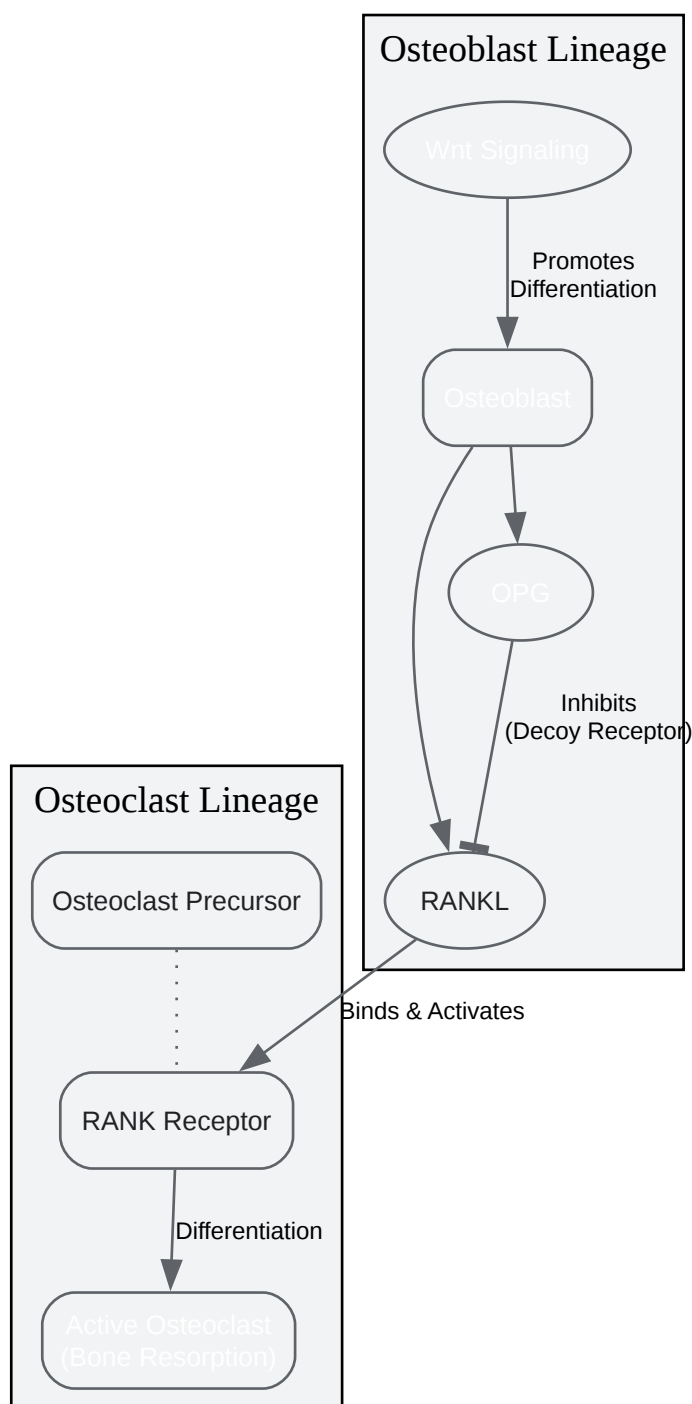 Osteoblast Lineage
Wnt Signaling
Promotes
Differentiation
Osteoblast
OPG
Inhibits
(Decoy Receptor)
RANKL
Osteoclast Lineage
Osteoclast Precursor
Binds & Activates
RANK Receptor
Differentiation
Active Osteoclast
(Bone Resorption)